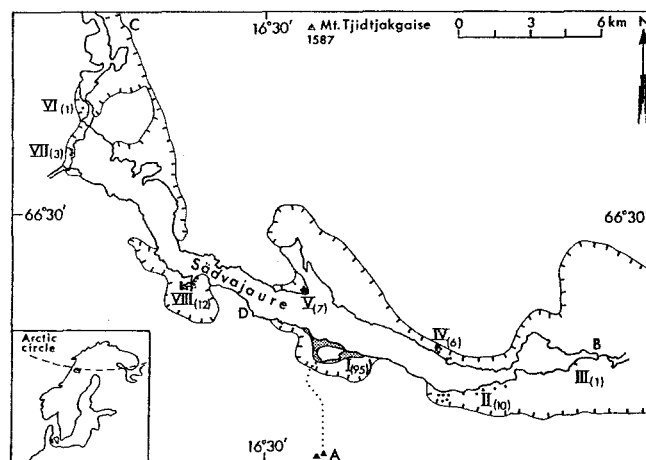 C
16°30'
▲ Mt. Tjidtjakgaise
1587
0 3 6 km
N
VI(1)
VII(3)
66°30'
66°30'
Sädvajaure
VIII(12)
V(7)
D
IV(6)
B
I(95)
III(1)
II(10)
Arctic
circle
16°30'
A